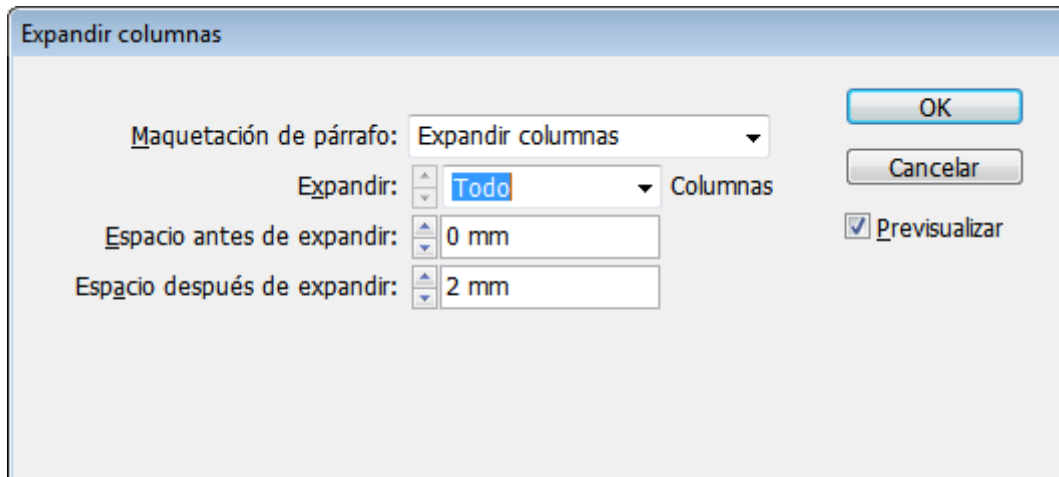 Expandir columnas
Maquetación de párrafo: Expandir columnas
Expandir: Todo Columnas
Espacio antes de expandir: 0 mm
Espacio después de expandir: 2 mm
OK
Cancelar
Previsualizar